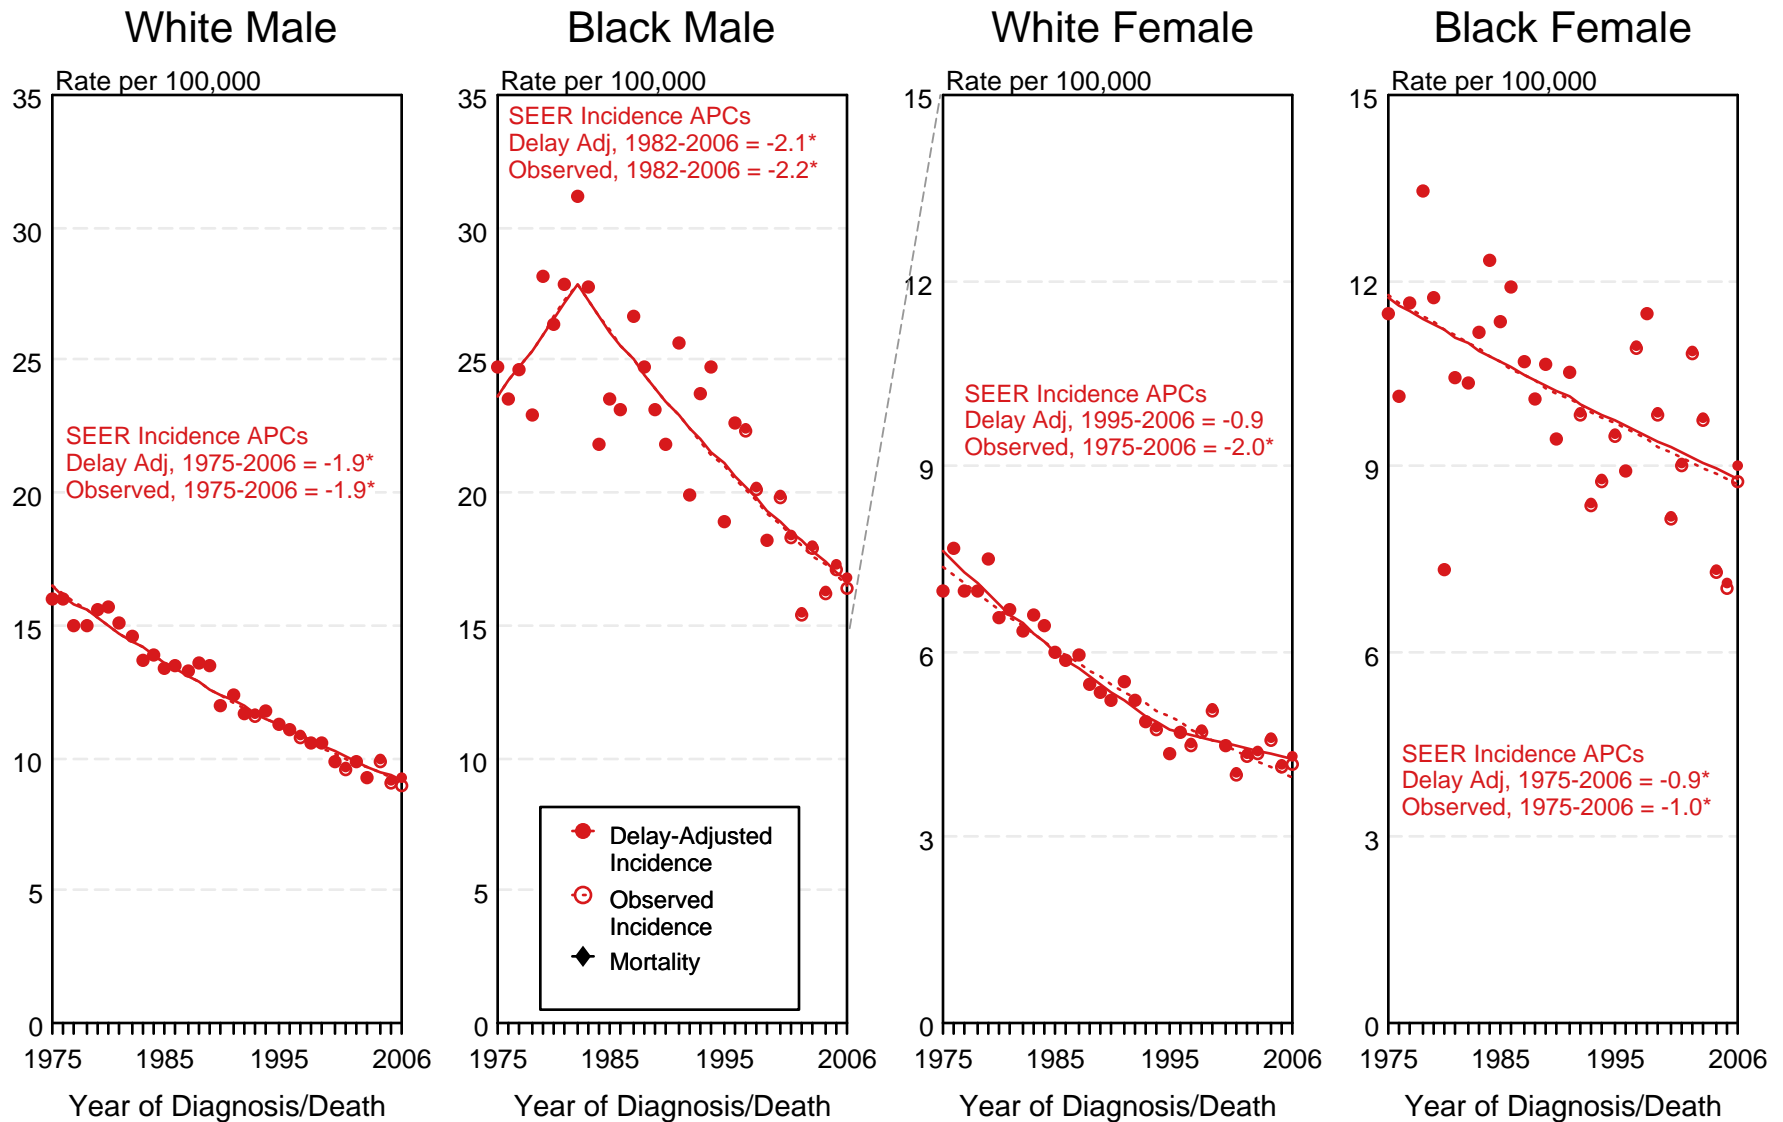 White Male
Rate per 100,000
35
30
25
20
15
10
5
0
SEER Incidence APCs
Delay Adj, 1975-2006 = -1.9*
Observed, 1975-2006 = -1.9*
1975
1985
1995
2006
Year of Diagnosis/Death
Black Male
Rate per 100,000
35
30
25
20
15
10
5
0
SEER Incidence APCs
Delay Adj, 1982-2006 = -2.1*
Observed, 1982-2006 = -2.2*
Delay-Adjusted
Incidence
Observed
Incidence
Mortality
1975
1985
1995
2006
Year of Diagnosis/Death
White Female
Rate per 100,000
15
12
9
6
3
0
SEER Incidence APCs
Delay Adj, 1995-2006 = -0.9
Observed, 1975-2006 = -2.0*
1975
1985
1995
2006
Year of Diagnosis/Death
Black Female
Rate per 100,000
15
12
9
6
3
0
SEER Incidence APCs
Delay Adj, 1975-2006 = -0.9*
Observed, 1975-2006 = -1.0*
1975
1985
1995
2006
Year of Diagnosis/Death